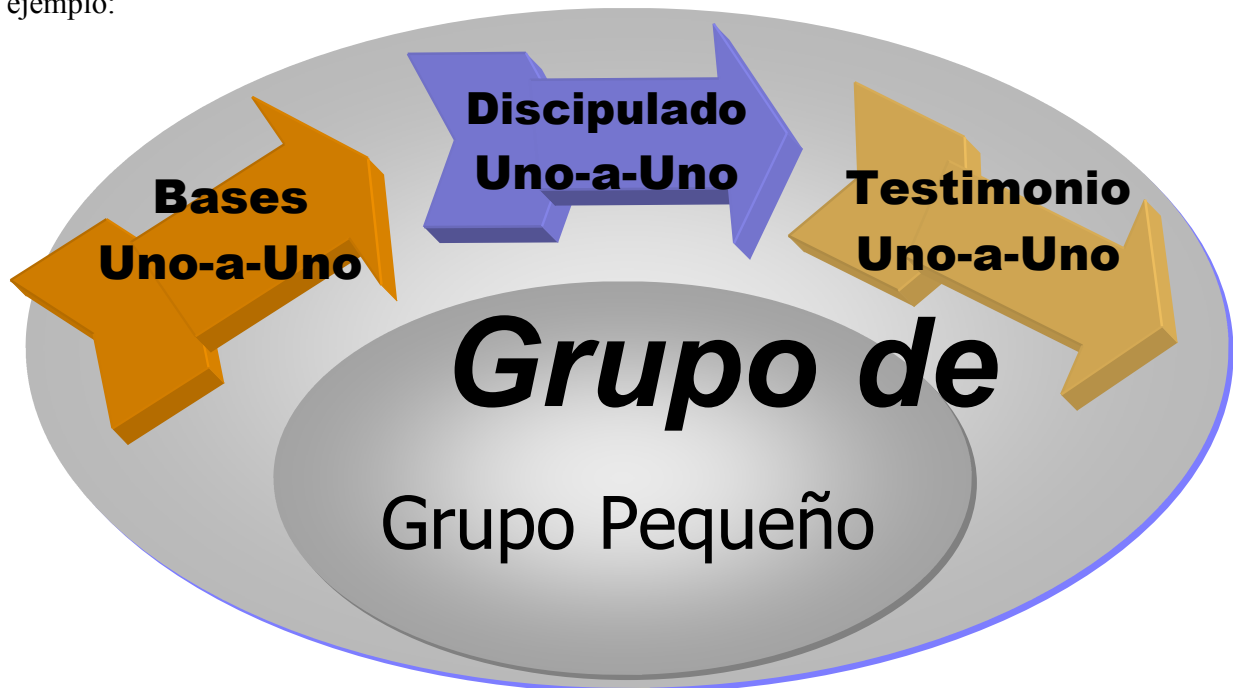 ejemplo:
Discipulado
Uno-a-Uno
Bases
Uno-a-Uno
Testimonio
Uno-a-Uno
Grupo de
Grupo Pequeño